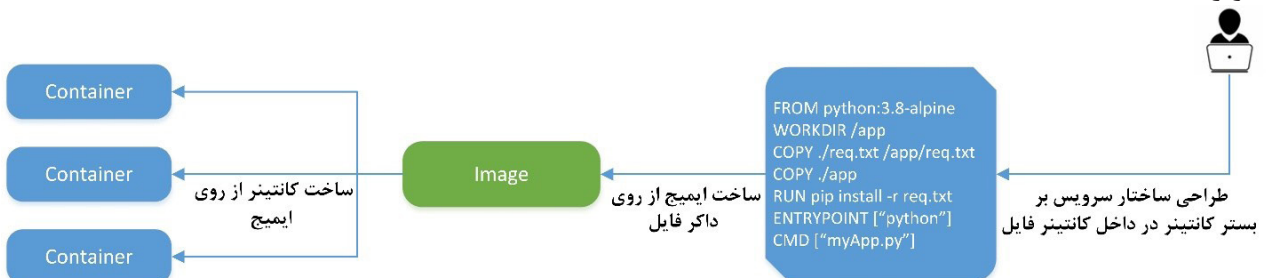 طراحی ساختار سرویس بر
بستر کانتینر در داخل کانتینر فایل
FROM python:3.8-alpine
WORKDIR /app
COPY ./req.txt /app/req.txt
COPY ./app
RUN pip install -r req.txt
ENTRYPOINT ["python"]
CMD ["myApp.py"]
ساخت ایمیج از روی
داکر فایل
Image
ساخت کانتینر از روی
ایمیج
Container
Container
Container